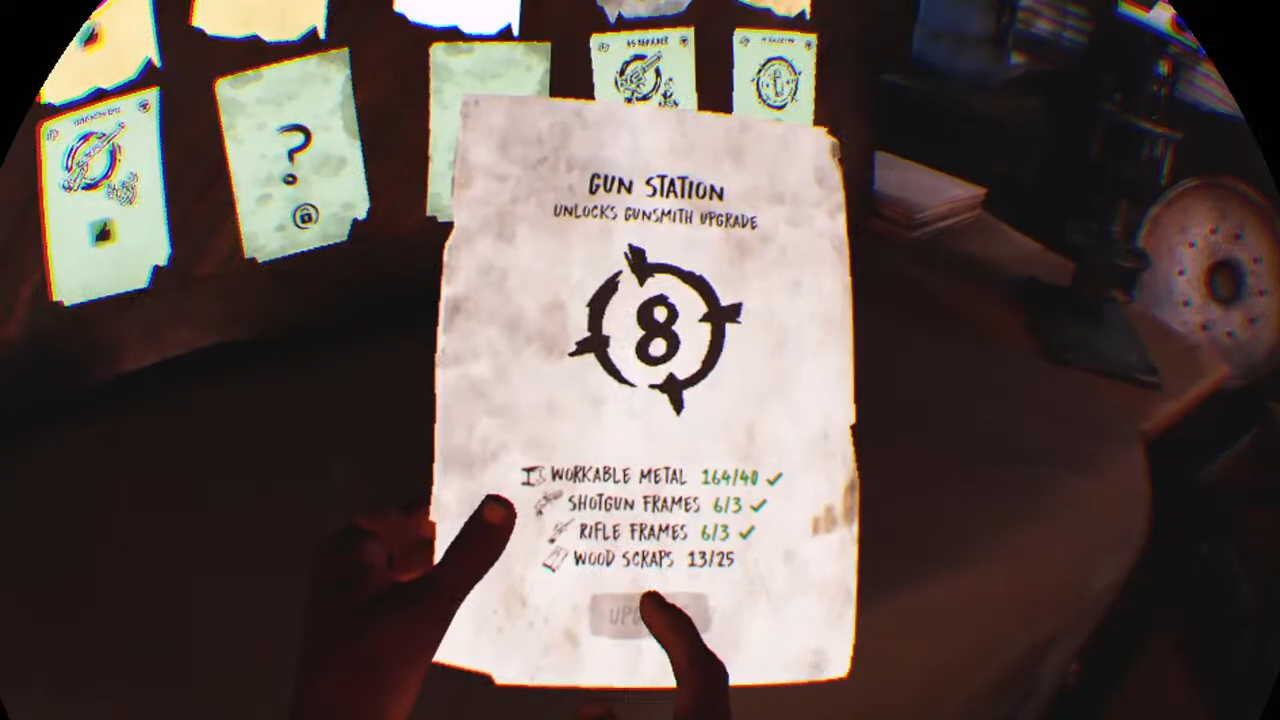 ?
GUN STATION
UNLOCKS GUNSMITH UPGRADE
8
WORKABLE METAL 164/40 ✓
SHOTGUN FRAMES 6/3 ✓
RIFLE FRAMES 6/3 ✓
WOOD SCRAPS 13/25